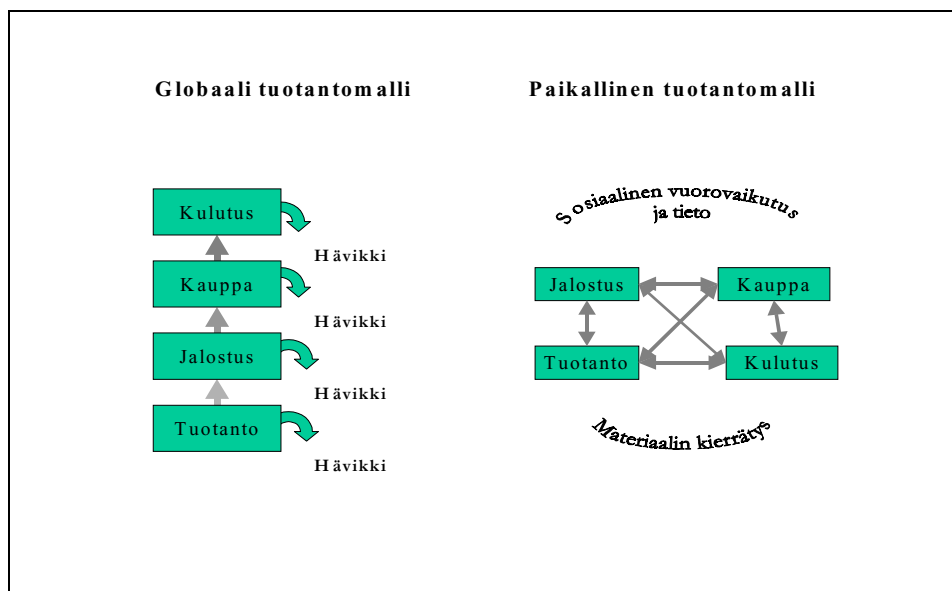 Globaali tuotantomalli
Kulutus
Hävikki
Kauppa
Hävikki
Jalostus
Hävikki
Tuotanto
Hävikki
Paikallinen tuotantomalli
Sosiaalinen vuorovaikutus
ja tieto
Jalostus
Kauppa
Tuotanto
Kulutus
Materiaalin kierrätys